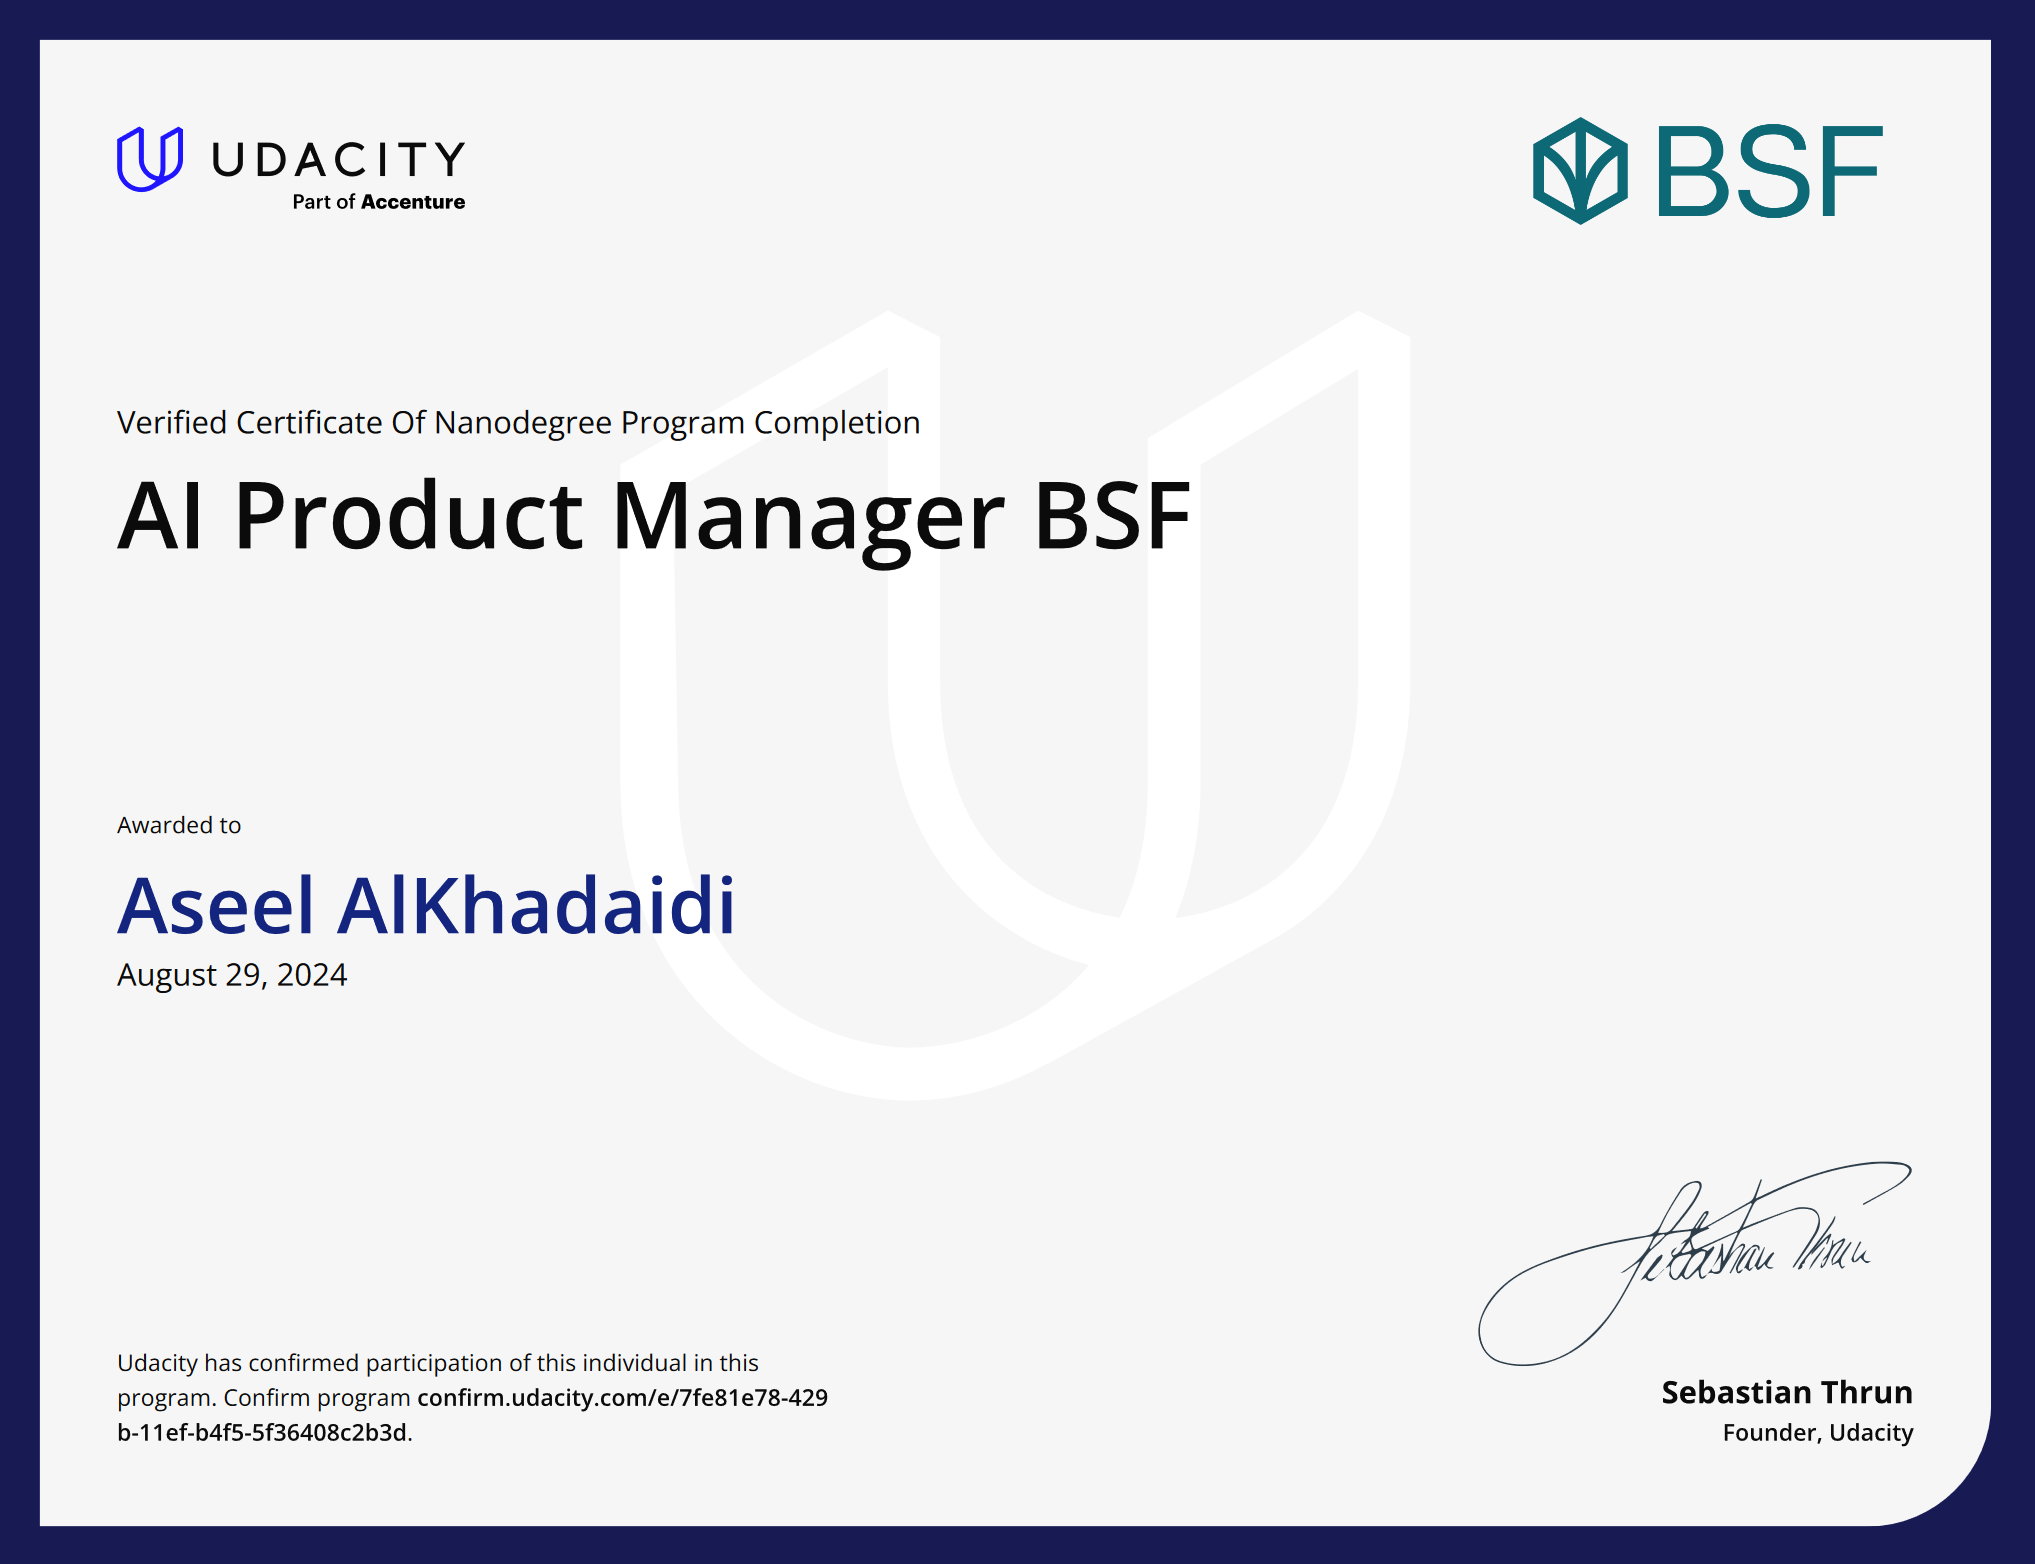 UDACITY
Part of Accenture
BSF
Verified Certificate Of Nanodegree Program Completion
AI Product Manager BSF
Awarded to
Aseel AlKhadaidi
August 29, 2024
Sebastian Thrun
Udacity has confirmed participation of this individual in this
program. Confirm program confirm.udacity.com/e/7fe81e78-429
b-11ef-b4f5-5f36408c2b3d.
Sebastian Thrun
Founder, Udacity